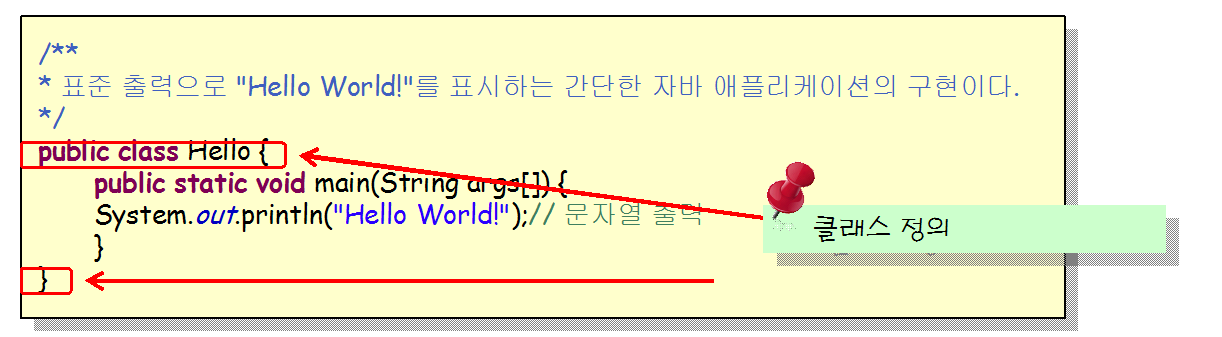 /**
* 표준 출력으로 "Hello World!"를 표시하는 간단한 자바 애플리케이션의 구현이다.
*/
public class Hello {
public static void main(String args[]) {
System.out.println("Hello World!");// 문자열 출력
}
}
클래스 정의